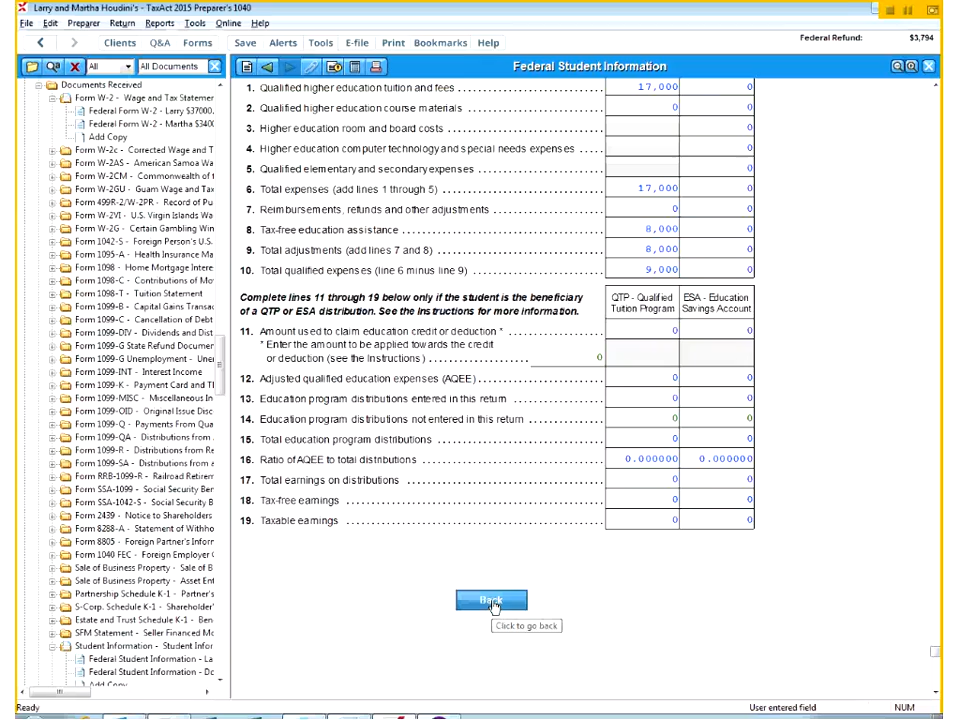 Larry and Martha Houdini's - TaxAct 2015 Preparer's 1040
File Edit Preparer Return Reports Tools Online Help
Clients Q&A Forms Save Alerts Tools E-file Print Bookmarks Help
Federal Refund: $3,794
All All Documents Federal Student Information
Documents Received
Form W-2 - Wage and Tax Statemer
Federal Form W-2 - Larry $37000.
Federal Form W-2 - Martha $340(
Add Copy
Form W-2c - Corrected Wage and T
Form W-2AS - American Samoa Wa
Form W-2CM - Commonwealth of t
Form W-2GU - Guam Wage and Tax
Form 499R-2/W-2PR - Record of Pu
Form W-2VI - U.S. Virgin Islands Wa
Form W-2G - Certain Gambling Win
Form 1042-S - Foreign Person's U.S.
Form 1095-A - Health Insurance Ma
Form 1098 - Home Mortgage Intere
Form 1098-C - Contributions of Mo
Form 1098-T - Tuition Statement
Form 1099-B - Capital Gains Transac
Form 1099-C - Cancellation of Debt
Form 1099-DIV - Dividends and Dist
Form 1099-G State Refund Documer
Form 1099-G Unemployment - Uner
Form 1099-INT - Interest Income
Form 1099-K - Payment Card and Tl
Form 1099-MISC - Miscellaneous In
Form 1099-OID - Original Issue Disc
Form 1099-Q - Payments From Qua
Form 1099-QA - Distributions from .
Form 1099-R - Distributions from Re
Form 1099-SA - Distributions from a
Form RRB-1099-R - Railroad Retirem
Form SSA-1099 - Social Security Ber
Form SSA-1042-S - Social Security B
Form 2439 - Notice to Shareholders
Form 8288-A - Statement of Withho
Form 8805 - Foreign Partner's Inforr
Form 1040 FEC - Foreign Employer (
Sale of Business Property - Sale of B
Sale of Business Property - Asset Ent
Partnership Schedule K-1 - Partner's
S-Corp. Schedule K-1 - Shareholder'
Estate and Trust Schedule K-1 - Ben
SFM Statement - Seller Financed Mc
Student Information - Student Infor
Federal Student Information - La
Federal Student Information - Dc
Add Copy
1. Qualified higher education tuition and fees 17,000 0
2. Qualified higher education course materials 0 0
3. Higher education room and board costs 0
4. Higher education computer technology and special needs expenses 0
5. Qualified elementary and secondary expenses 0
6. Total expenses (add lines 1 through 5) 17,000 0
7. Reimbursements, refunds and other adjustments 0 0
8. Tax-free education assistance 8,000 0
9. Total adjustments (add lines 7 and 8) 8,000 0
10. Total qualified expenses (line 6 minus line 9) 9,000 0
Complete lines 11 through 19 below only if the student is the beneficiary
of a QTP or ESA distribution. See the Instructions for more information.
QTP - Qualified
Tuition Program
ESA - Education
Savings Account
11. Amount used to claim education credit or deduction * 0 0
* Enter the amount to be applied towards the credit
or deduction (see the Instructions) 0
12. Adjusted qualified education expenses (AQEE) 0 0
13. Education program distributions entered in this return 0 0
14. Education program distributions not entered in this return 0 0
15. Total education program distributions 0 0
16. Ratio of AQEE to total distributions 0.000000 0.000000
17. Total earnings on distributions 0 0
18. Tax-free earnings 0 0
19. Taxable earnings 0 0
Back
Click to go back
Ready User entered field NUM